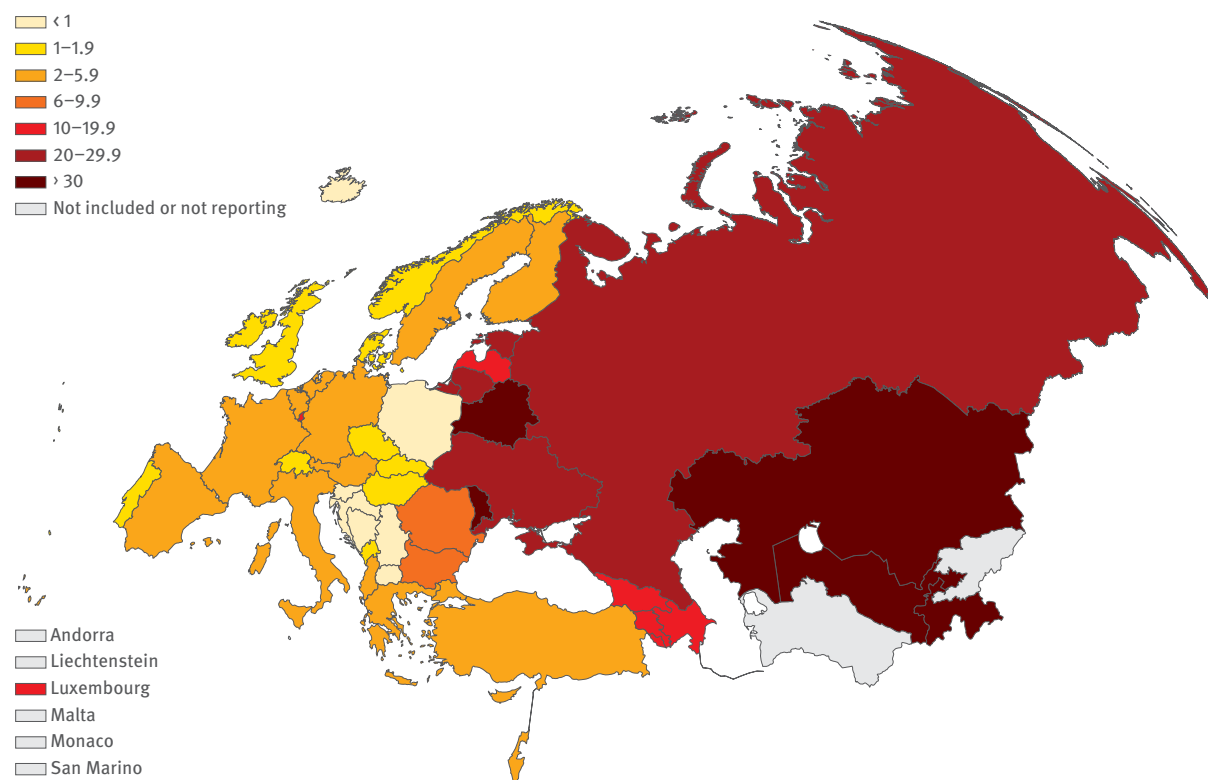 ‹ 1
1–1.9
2–5.9
6–9.9
10–19.9
20–29.9
› 30
Not included or not reporting
Andorra
Liechtenstein
Luxembourg
Malta
Monaco
San Marino